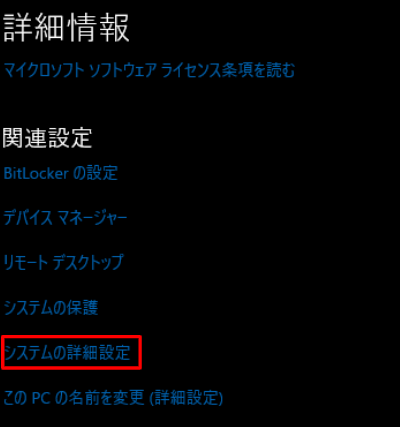 詳細情報
マイクロソフト ソフトウェア ライセンス条項を読む
関連設定
BitLocker の設定
デバイス マネージャー
リモート デスクトップ
システムの保護
システムの詳細設定
この PC の名前を変更 (詳細設定)